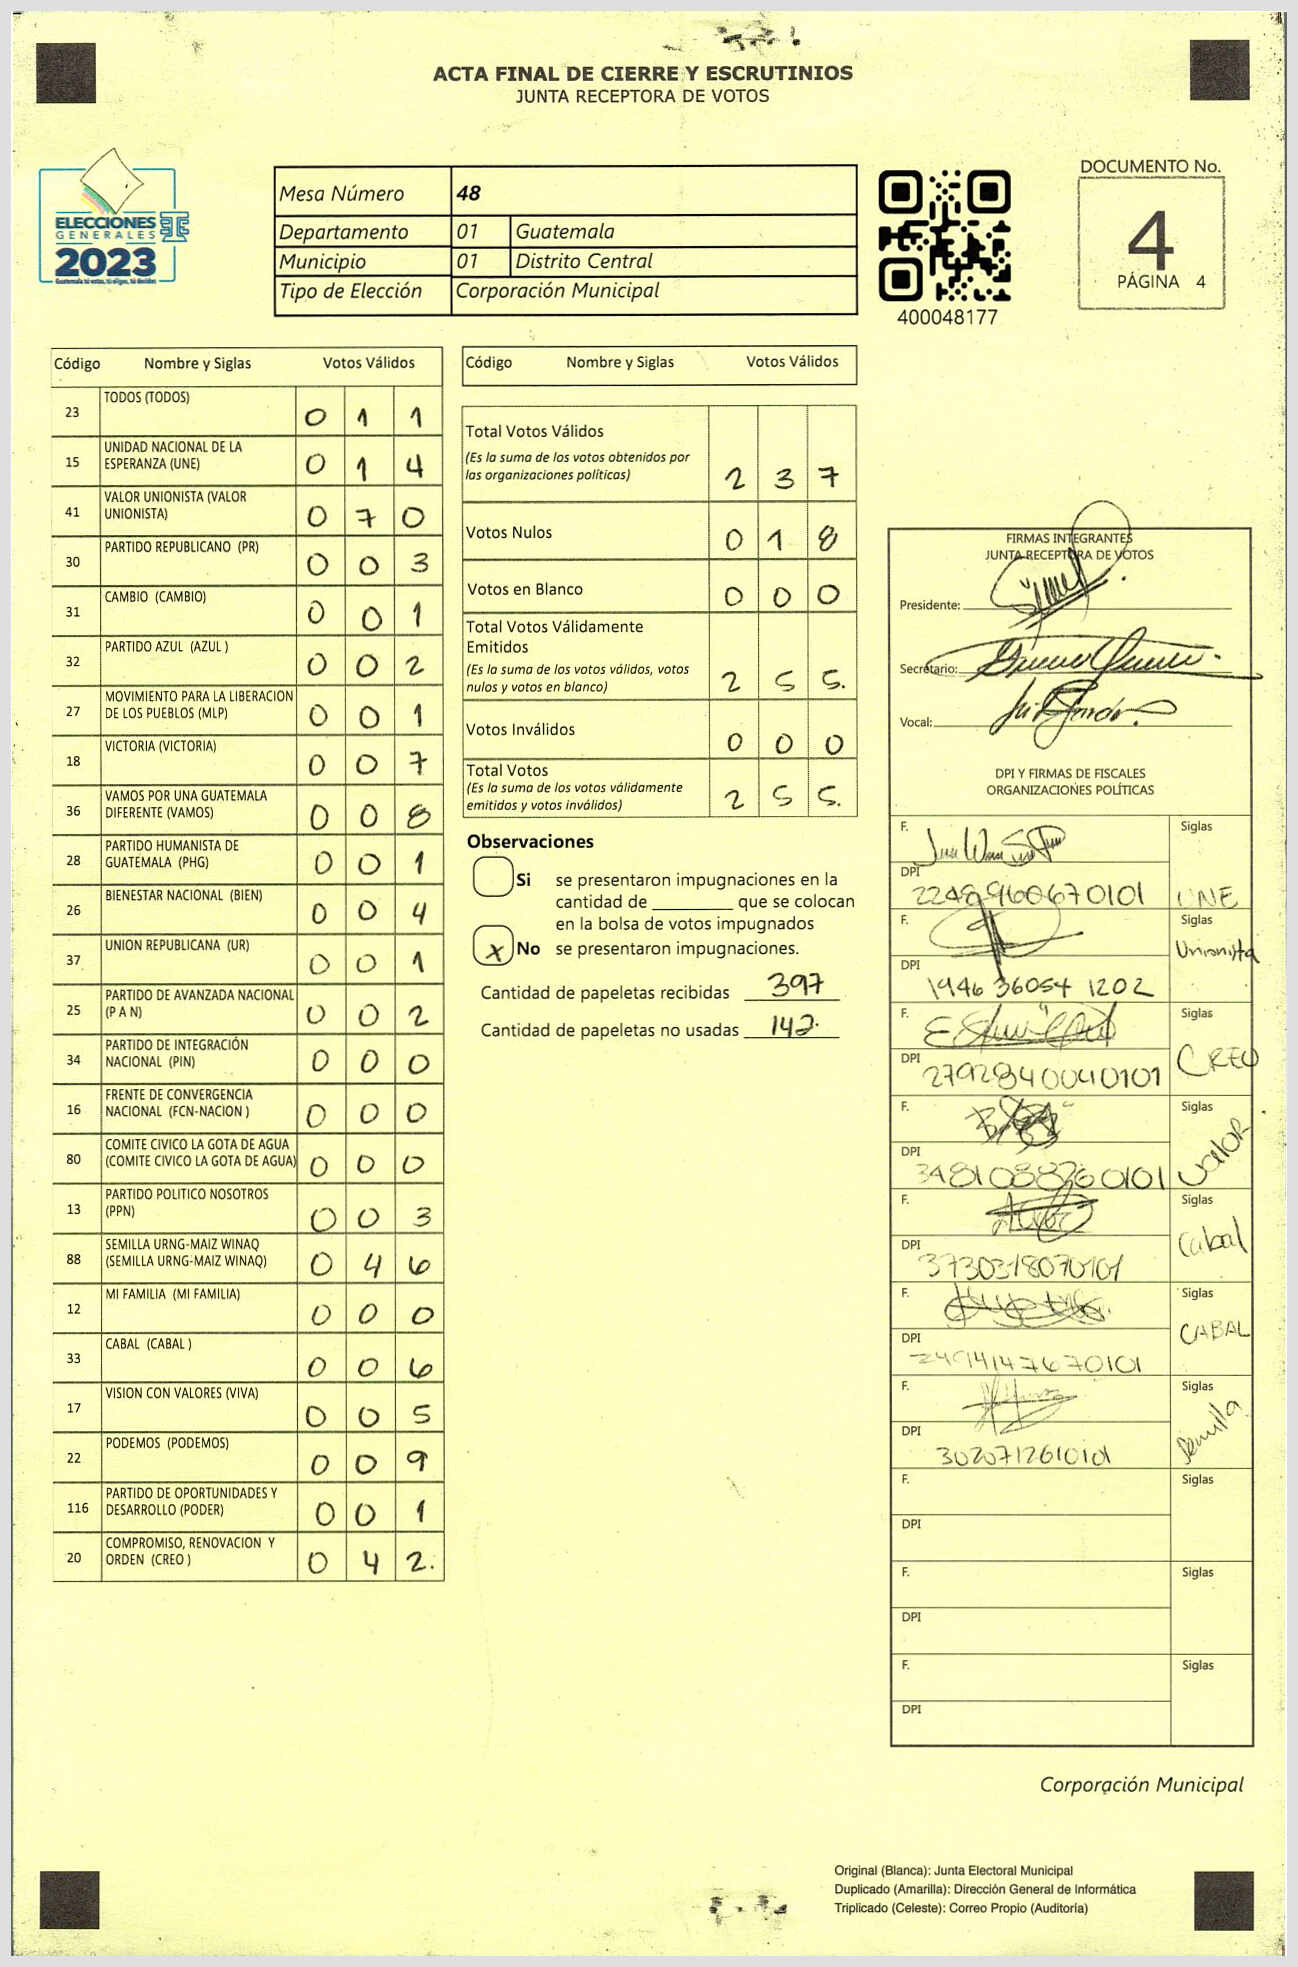 ACTA FINAL DE CIERRE Y ESCRUTINIOS
JUNTA RECEPTORA DE VOTOS
ELECCIONES
GENERALES
2023
Guatemala tú votas, tú eliges, tú decides
Mesa Número 48
Departamento 01 Guatemala
Municipio 01 Distrito Central
Tipo de Elección Corporación Municipal
400048177
DOCUMENTO No.
4
PÁGINA 4
Código Nombre y Siglas Votos Válidos
23 TODOS (TODOS) 0 1 1
15 UNIDAD NACIONAL DE LA
ESPERANZA (UNE) 0 1 4
41 VALOR UNIONISTA (VALOR
UNIONISTA) 0 7 0
30 PARTIDO REPUBLICANO (PR) 0 0 3
31 CAMBIO (CAMBIO) 0 0 1
32 PARTIDO AZUL (AZUL ) 0 0 2
27 MOVIMIENTO PARA LA LIBERACION
DE LOS PUEBLOS (MLP) 0 0 1
18 VICTORIA (VICTORIA) 0 0 7
36 VAMOS POR UNA GUATEMALA
DIFERENTE (VAMOS) 0 0 8
28 PARTIDO HUMANISTA DE
GUATEMALA (PHG) 0 0 1
26 BIENESTAR NACIONAL (BIEN) 0 0 4
37 UNION REPUBLICANA (UR) 0 0 1
25 PARTIDO DE AVANZADA NACIONAL
(P A N) 0 0 2
34 PARTIDO DE INTEGRACIÓN
NACIONAL (PIN) 0 0 0
16 FRENTE DE CONVERGENCIA
NACIONAL (FCN-NACION ) 0 0 0
80 COMITE CIVICO LA GOTA DE AGUA
(COMITE CIVICO LA GOTA DE AGUA) 0 0 0
13 PARTIDO POLITICO NOSOTROS
(PPN) 0 0 3
88 SEMILLA URNG-MAIZ WINAQ
(SEMILLA URNG-MAIZ WINAQ) 0 4 6
12 MI FAMILIA (MI FAMILIA) 0 0 0
33 CABAL (CABAL ) 0 0 6
17 VISION CON VALORES (VIVA) 0 0 5
22 PODEMOS (PODEMOS) 0 0 9
116 PARTIDO DE OPORTUNIDADES Y
DESARROLLO (PODER) 0 0 1
20 COMPROMISO, RENOVACION Y
ORDEN (CREO ) 0 4 2.
Código Nombre y Siglas Votos Válidos
Total Votos Válidos
(Es la suma de los votos obtenidos por
las organizaciones políticas) 2 3 7
Votos Nulos 0 1 8
Votos en Blanco 0 0 0
Total Votos Válidamente
Emitidos
(Es la suma de los votos válidos, votos
nulos y votos en blanco) 2 5 5.
Votos Inválidos 0 0 0
Total Votos
(Es la suma de los votos válidamente
emitidos y votos inválidos) 2 5 5.
Observaciones
Si se presentaron impugnaciones en la
cantidad de ________ que se colocan
en la bolsa de votos impugnados
x No se presentaron impugnaciones.
Cantidad de papeletas recibidas 397
Cantidad de papeletas no usadas 142.
FIRMAS INTEGRANTES
JUNTA RECEPTORA DE VOTOS
Presidente:
Secretario:
Vocal:
DPI Y FIRMAS DE FISCALES
ORGANIZACIONES POLÍTICAS
F. Siglas
DPI 2248960670101 UNE
F. Siglas
DPI 1946 36054 1202 Unionista
F. Siglas
DPI 2792840040101 CREO
F. Siglas
DPI 3481088260101 Valor
F. Siglas
DPI 3730318070101 Cabal
F. Siglas
DPI CABAL
F. Siglas
DPI Semilla
F. Siglas
DPI
F. Siglas
DPI
F. Siglas
DPI
Corporación Municipal
Original (Blanca): Junta Electoral Municipal
Duplicado (Amarilla): Dirección General de Informática
Triplicado (Celeste): Correo Propio (Auditoría)